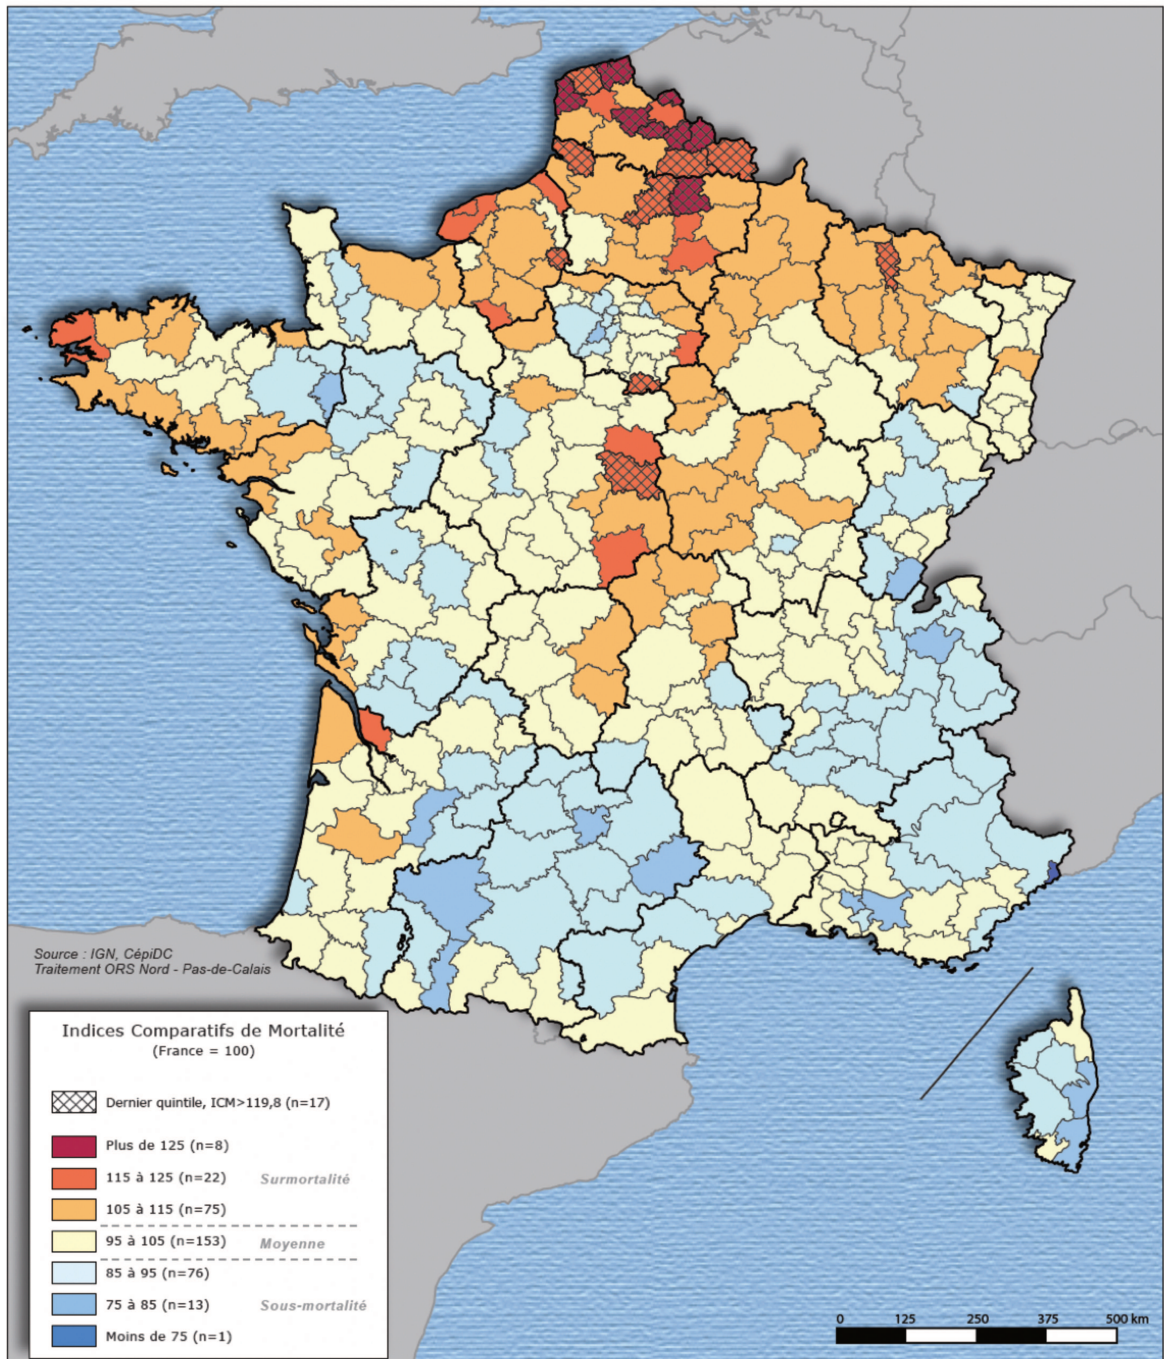 Source : IGN, CépiDC
Traitement ORS Nord - Pas-de-Calais
Indices Comparatifs de Mortalité
(France = 100)
Dernier quintile, ICM>119,8 (n=17)
Plus de 125 (n=8)
115 à 125 (n=22) Surmortalité
105 à 115 (n=75)
95 à 105 (n=153) Moyenne
85 à 95 (n=76)
75 à 85 (n=13) Sous-mortalité
Moins de 75 (n=1)
0 125 250 375 500 km